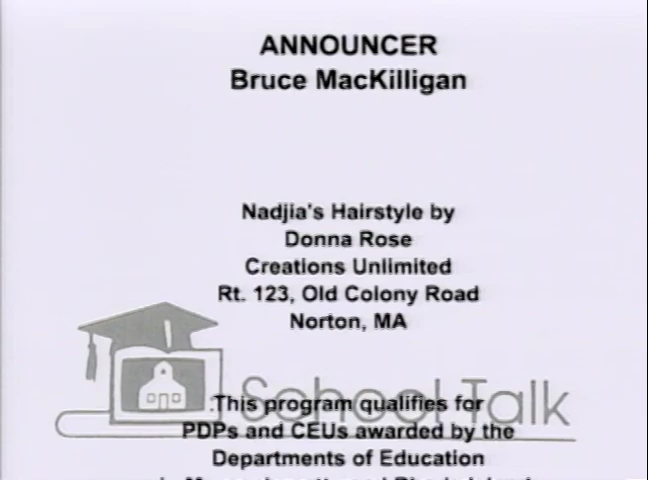 ANNOUNCER
Bruce MacKilligan
Nadjia's Hairstyle by
Donna Rose
Creations Unlimited
Rt. 123, Old Colony Road
Norton, MA
School Talk
This program qualifies for
PDPs and CEUs awarded by the
Departments of Education